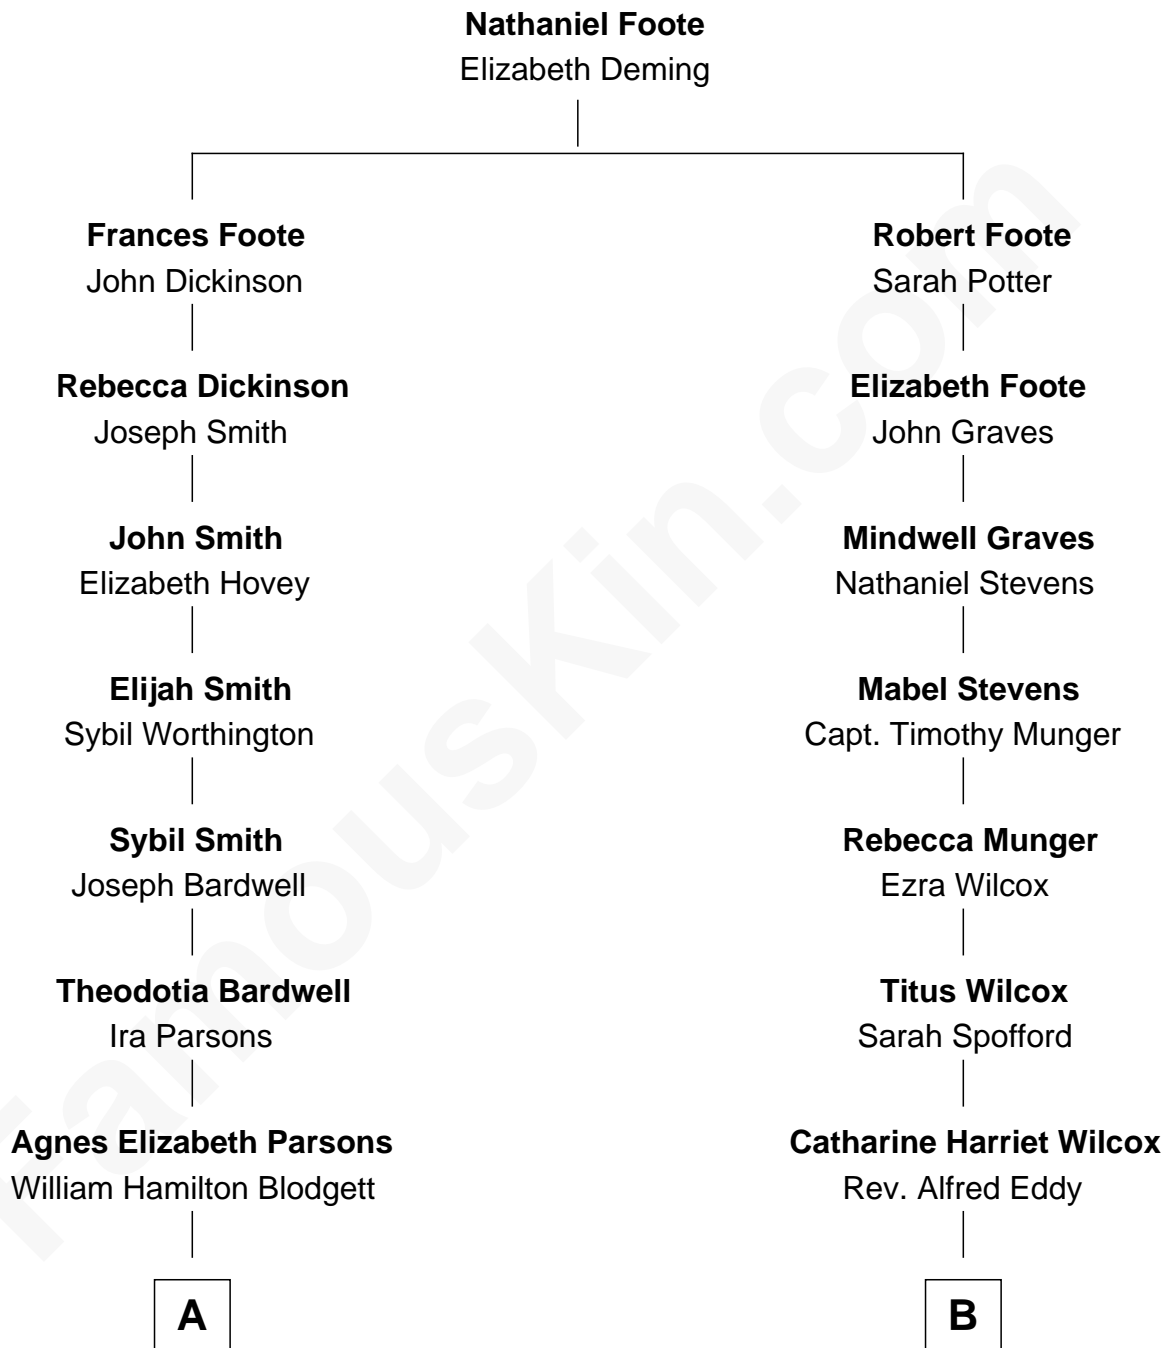 Nathaniel Foote
Elizabeth Deming
Frances Foote
John Dickinson
Rebecca Dickinson
Joseph Smith
John Smith
Elizabeth Hovey
Elijah Smith
Sybil Worthington
Sybil Smith
Joseph Bardwell
Theodotia Bardwell
Ira Parsons
Agnes Elizabeth Parsons
William Hamilton Blodgett
A
Robert Foote
Sarah Potter
Elizabeth Foote
John Graves
Mindwell Graves
Nathaniel Stevens
Mabel Stevens
Capt. Timothy Munger
Rebecca Munger
Ezra Wilcox
Titus Wilcox
Sarah Spofford
Catharine Harriet Wilcox
Rev. Alfred Eddy
B
FamousKin.com